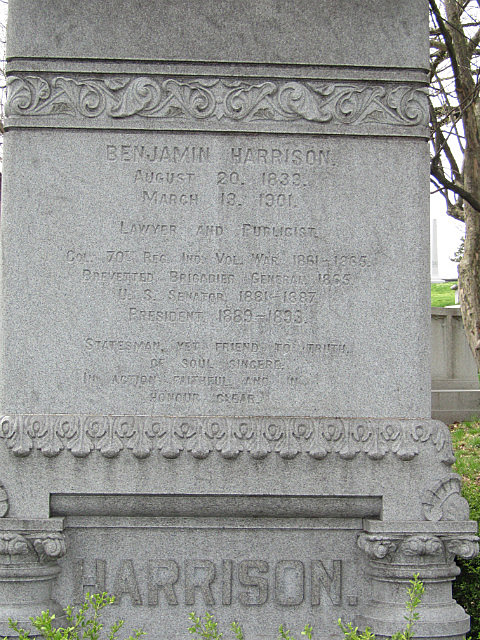 BENJAMIN HARRISON.
AUGUST 20, 1833.
MARCH 13, 1901.
LAWYER AND PUBLICIST.
COL. 70TH REG. IND. VOL. WAR, 1861-1865.
BREVETTED BRIGADIER GENERAL, 1865.
U. S. SENATOR, 1881-1887.
PRESIDENT 1889-1893.
STATESMAN, YET FRIEND TO TRUTH,
OF SOUL SINCERE,
IN ACTION FAITHFUL, AND IN
HONOUR CLEAR.
HARRISON.